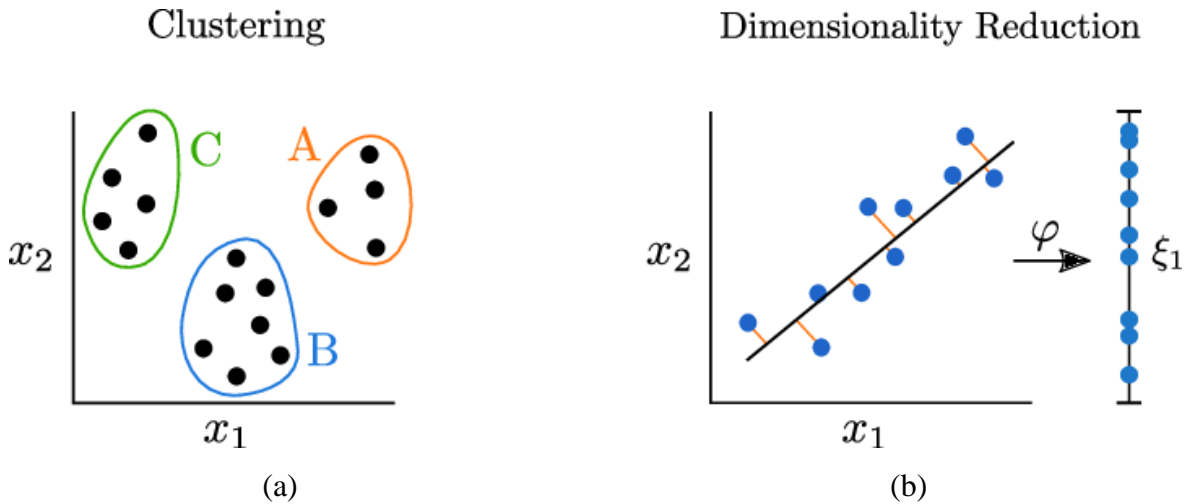 Clustering
Dimensionality Reduction
C
A
B
x₂
x₁
x₂
φ
ξ₁
x₁
(a)
(b)